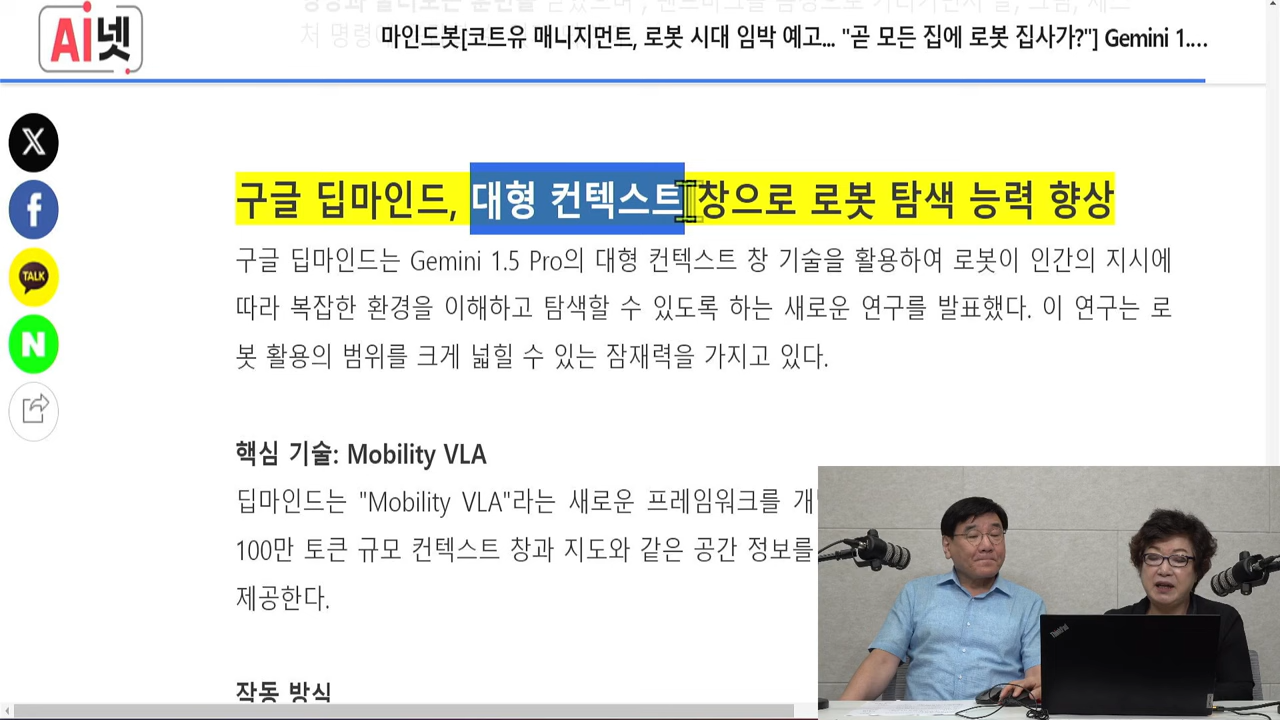 Ai넷
마인드봇[코트유 매니지먼트, 로봇 시대 임박 예고... "곧 모든 집에 로봇 집사가?"] Gemini 1....
처 명령
구글 딥마인드, 대형 컨텍스트 창으로 로봇 탐색 능력 향상
구글 딥마인드는 Gemini 1.5 Pro의 대형 컨텍스트 창 기술을 활용하여 로봇이 인간의 지시에
따라 복잡한 환경을 이해하고 탐색할 수 있도록 하는 새로운 연구를 발표했다. 이 연구는 로
봇 활용의 범위를 크게 넓힐 수 있는 잠재력을 가지고 있다.
TALK
N
핵심 기술: Mobility VLA
딥마인드는 "Mobility VLA"라는 새로운 프레임워크를
100만 토큰 규모 컨텍스트 창과 지도와 같은 공간 정보를
제공한다.
작동 방식
ThinkPad